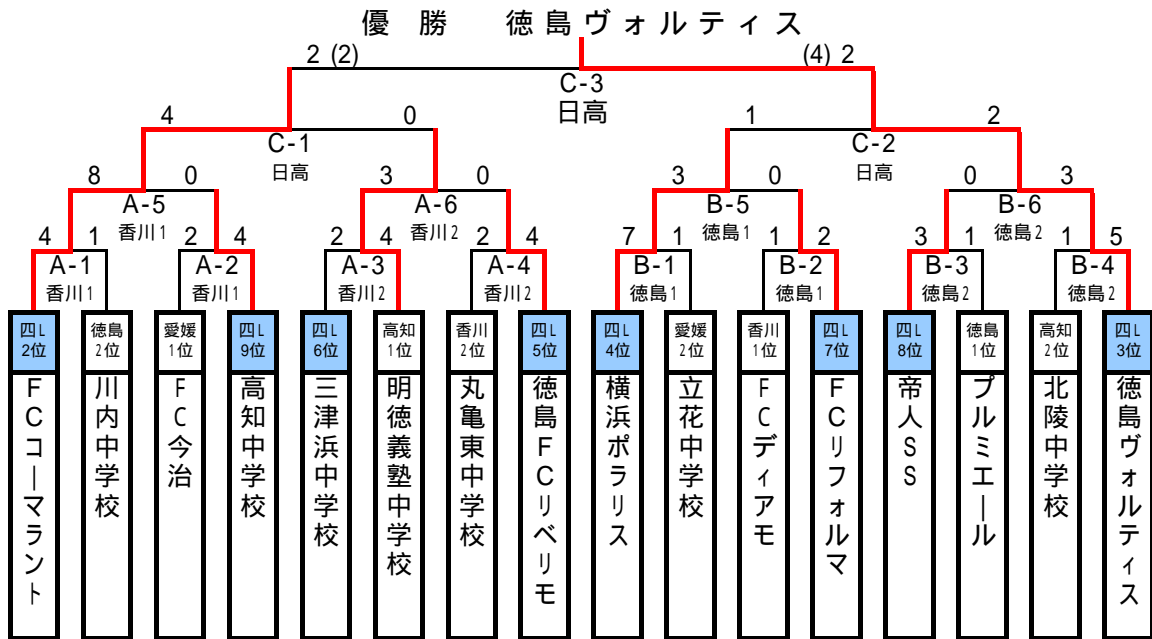 優 勝 徳島ヴォルティス
2 (2) (4) 2
C-3
日高
4 0 1 2
C-1 C-2
日高 日高
8 0 3 0 3 0 0 3
A-5 A-6 B-5 B-6
香川1 香川2 徳島1 徳島2
4 1 2 4 2 4 2 4 7 1 1 2 3 1 1 5
A-1 A-2 A-3 A-4 B-1 B-2 B-3 B-4
香川1 香川1 香川2 香川2 徳島1 徳島1 徳島2 徳島2
四L 徳島 愛媛 四L 四L 高知 香川 四L 四L 愛媛 香川 四L 四L 徳島 高知 四L
2位 2位 1位 9位 6位 1位 2位 5位 4位 2位 1位 7位 8位 1位 2位 3位
FCコーマラント
川内中学校
FC今治
高知中学校
三津浜中学校
明徳義塾中学校
丸亀東中学校
徳島FCリベリモ
横浜ポラリス
立花中学校
FCディアモ
FCリフォルマ
帝人SS
プルミエール
北陵中学校
徳島ヴォルティス